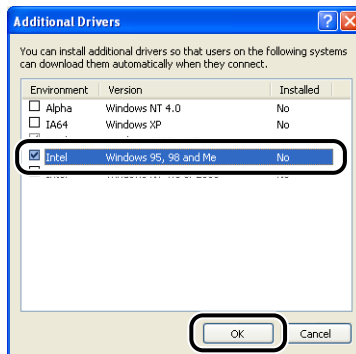 Additional Drivers
You can install additional drivers so that users on the following systems
can download them automatically when they connect.
Environment Version Installed
Alpha Windows NT 4.0 No
IA64 Windows XP No
Intel Windows 95, 98 and Me No
OK Cancel